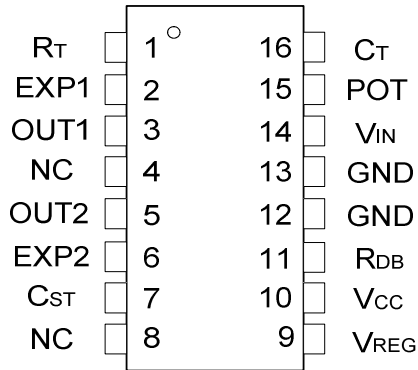 RT 1 16 CT
EXP1 2 15 POT
OUT1 3 14 VIN
NC 4 13 GND
OUT2 5 12 GND
EXP2 6 11 RDB
CST 7 10 VCC
NC 8 9 VREG